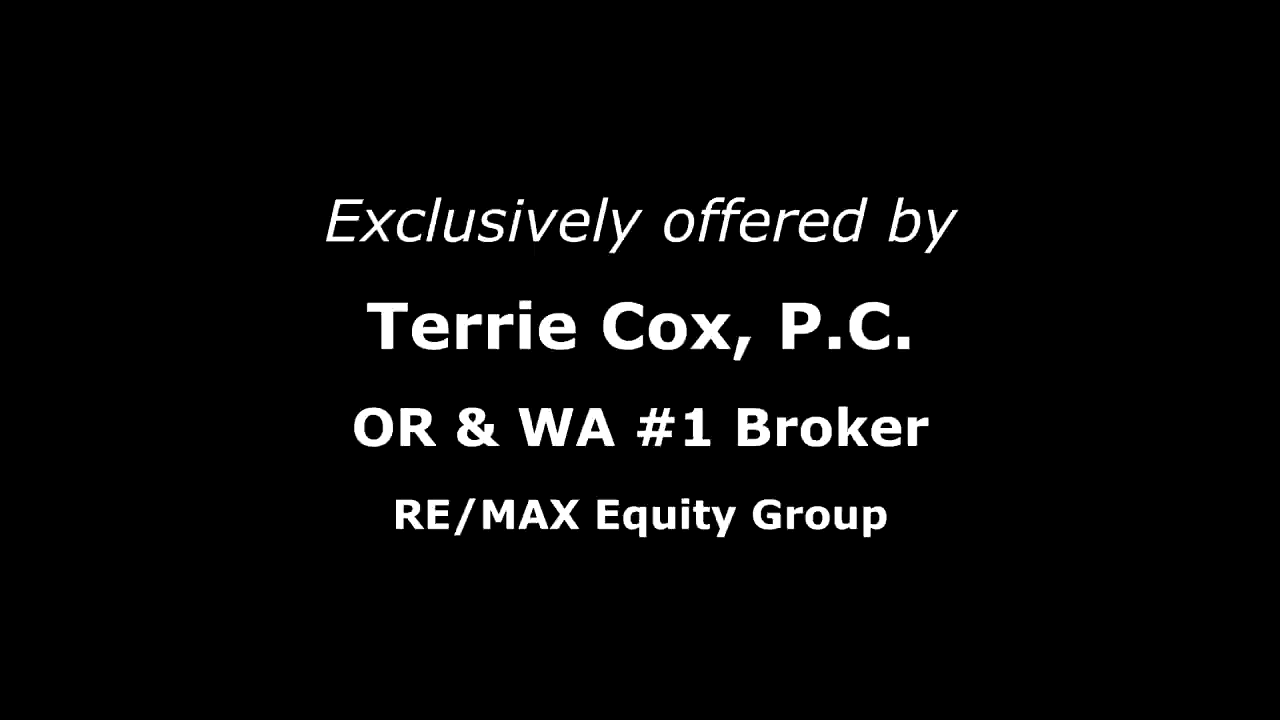 Exclusively offered by
Terrie Cox, P.C.
OR & WA #1 Broker
RE/MAX Equity Group